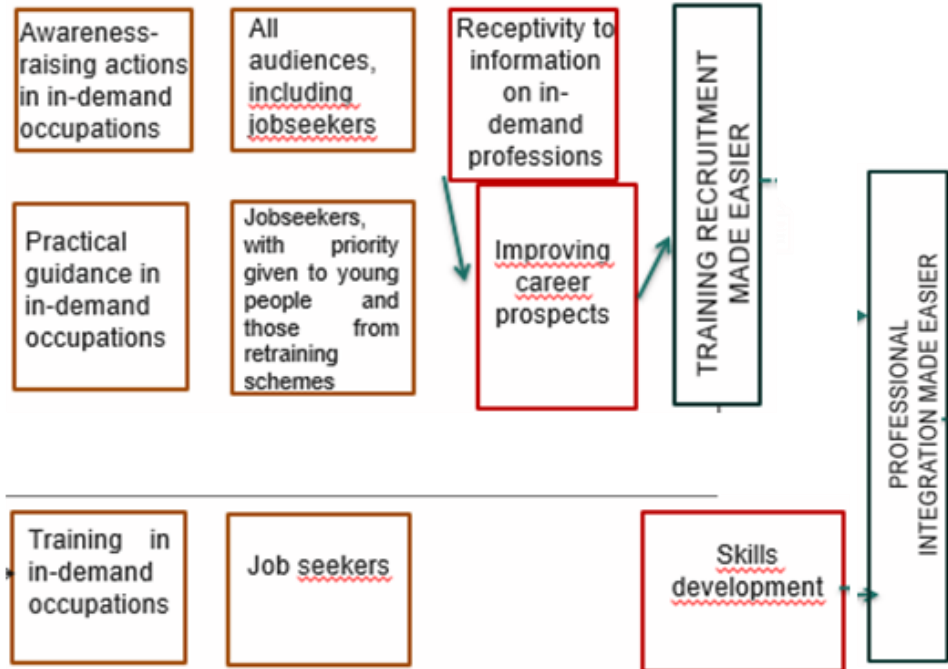 Awareness-
raising actions
in in-demand
occupations
All
audiences,
including
jobseekers
Receptivity to
information
on in-
demand
professions
TRAINING RECRUITMENT
MADE EASIER
Practical
guidance in
in-demand
occupations
Jobseekers,
with priority
given to young
people and
those from
retraining
schemes
Improving
career
prospects
PROFESSIONAL
INTEGRATION MADE EASIER
Training in
in-demand
occupations
Job seekers
Skills
development